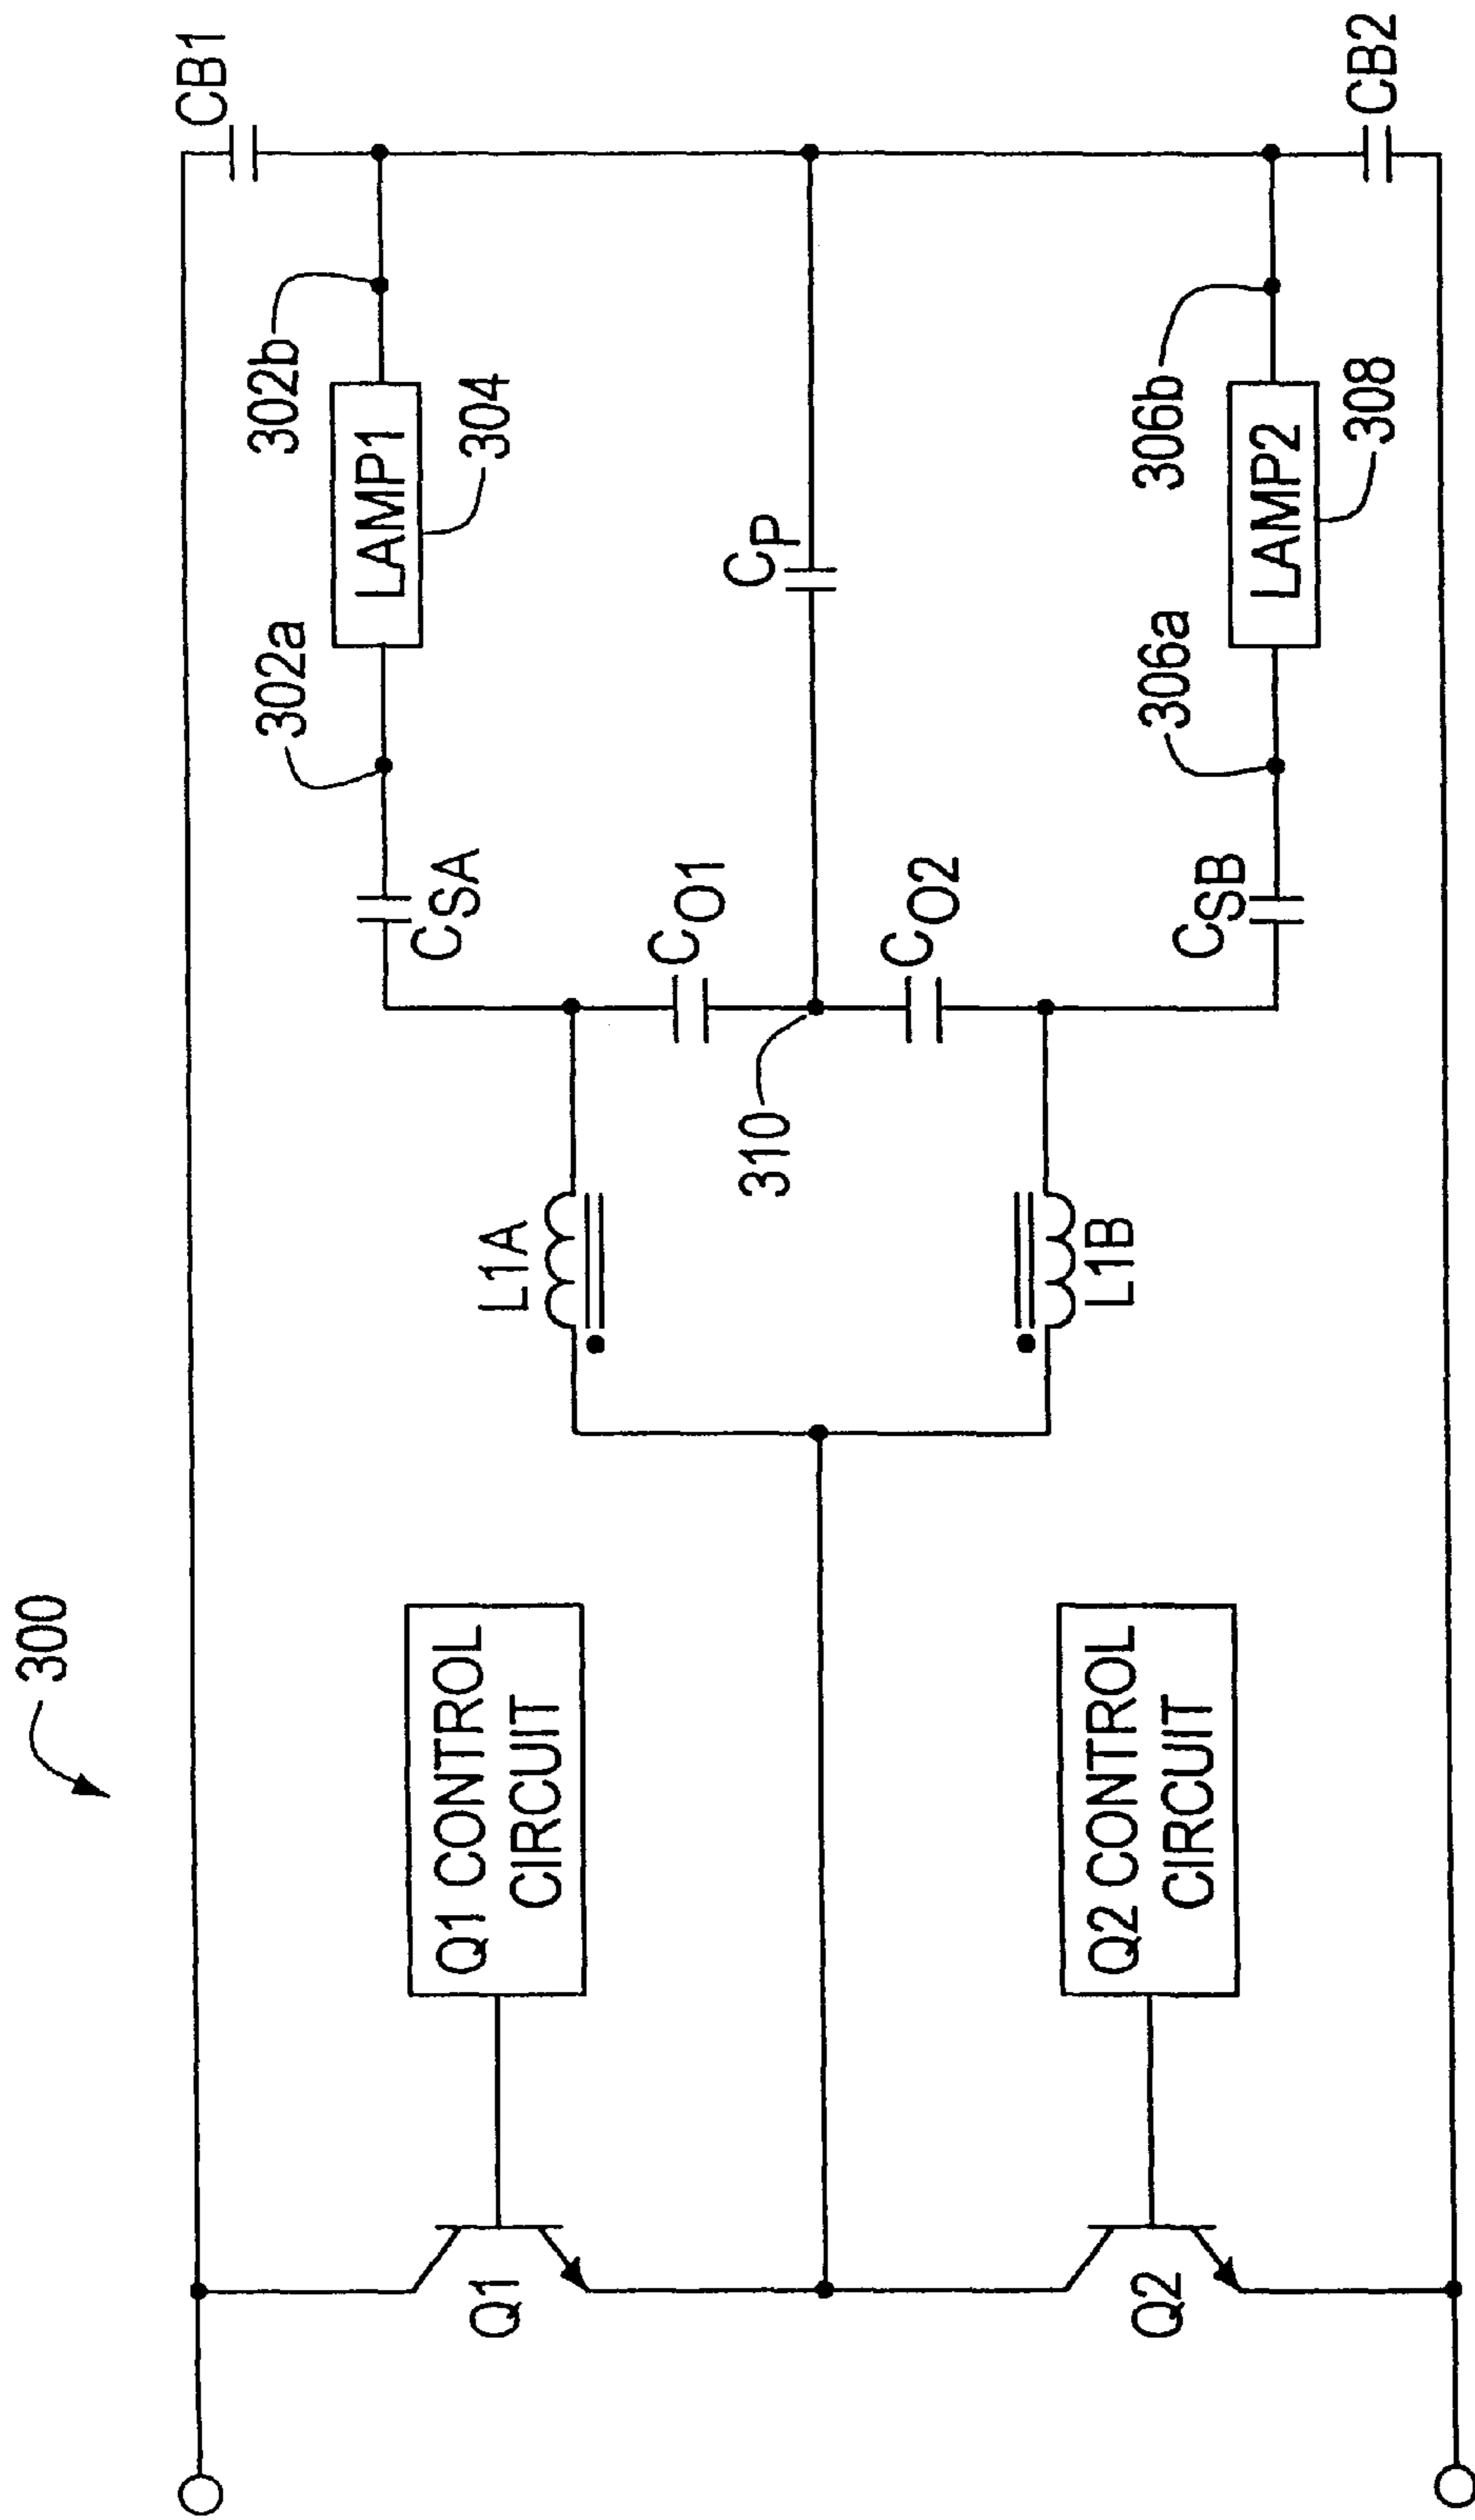 300
CB1
302a
302b
LAMP1
304
CSA
L1A
CO1
Q1 CONTROL
CIRCUIT
Q1
CP
310
CO2
L1B
306a
306b
CSB
LAMP2
308
Q2 CONTROL
CIRCUIT
Q2
CB2